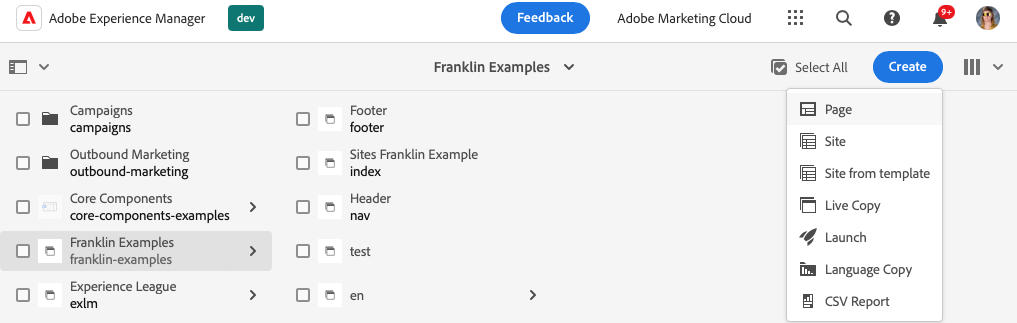 Adobe Experience Manager
dev
Feedback
Adobe Marketing Cloud
9+
Franklin Examples
Select All
Create
Campaigns
campaigns
Outbound Marketing
outbound-marketing
Core Components
core-components-examples
Franklin Examples
franklin-examples
Experience League
exlm
Footer
footer
Sites Franklin Example
index
Header
nav
test
en
Page
Site
Site from template
Live Copy
Launch
Language Copy
CSV Report